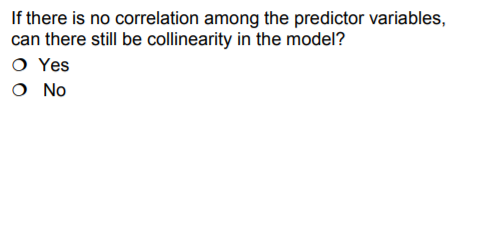 If there is no correlation among the predictor variables,
can there still be collinearity in the model?
Yes
No